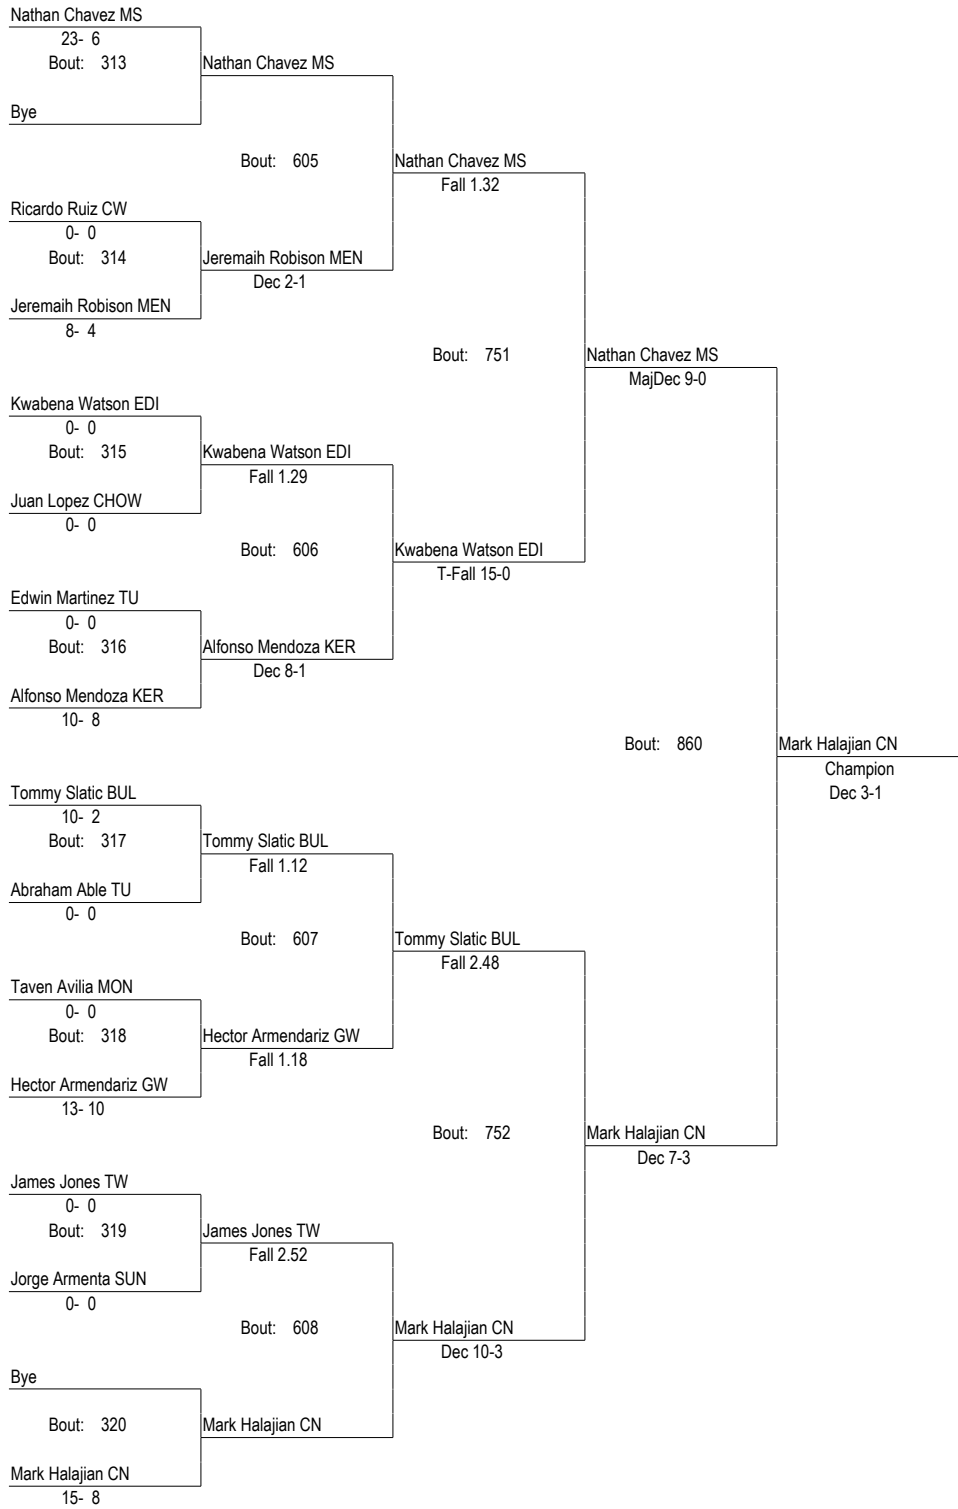 Nathan Chavez MS
23- 6
Bout: 313
Nathan Chavez MS
Bye
Bout: 605
Nathan Chavez MS
Fall 1.32
Ricardo Ruiz CW
0- 0
Bout: 314
Jeremaih Robison MEN
Dec 2-1
Jeremaih Robison MEN
8- 4
Bout: 751
Nathan Chavez MS
MajDec 9-0
Kwabena Watson EDI
0- 0
Bout: 315
Kwabena Watson EDI
Fall 1.29
Juan Lopez CHOW
0- 0
Bout: 606
Kwabena Watson EDI
T-Fall 15-0
Edwin Martinez TU
0- 0
Bout: 316
Alfonso Mendoza KER
Dec 8-1
Alfonso Mendoza KER
10- 8
Bout: 860
Mark Halajian CN
Champion
Dec 3-1
Tommy Slatic BUL
10- 2
Bout: 317
Tommy Slatic BUL
Fall 1.12
Abraham Able TU
0- 0
Bout: 607
Tommy Slatic BUL
Fall 2.48
Taven Avilia MON
0- 0
Bout: 318
Hector Armendariz GW
Fall 1.18
Hector Armendariz GW
13- 10
Bout: 752
Mark Halajian CN
Dec 7-3
James Jones TW
0- 0
Bout: 319
James Jones TW
Fall 2.52
Jorge Armenta SUN
0- 0
Bout: 608
Mark Halajian CN
Dec 10-3
Bye
Bout: 320
Mark Halajian CN
Mark Halajian CN
15- 8